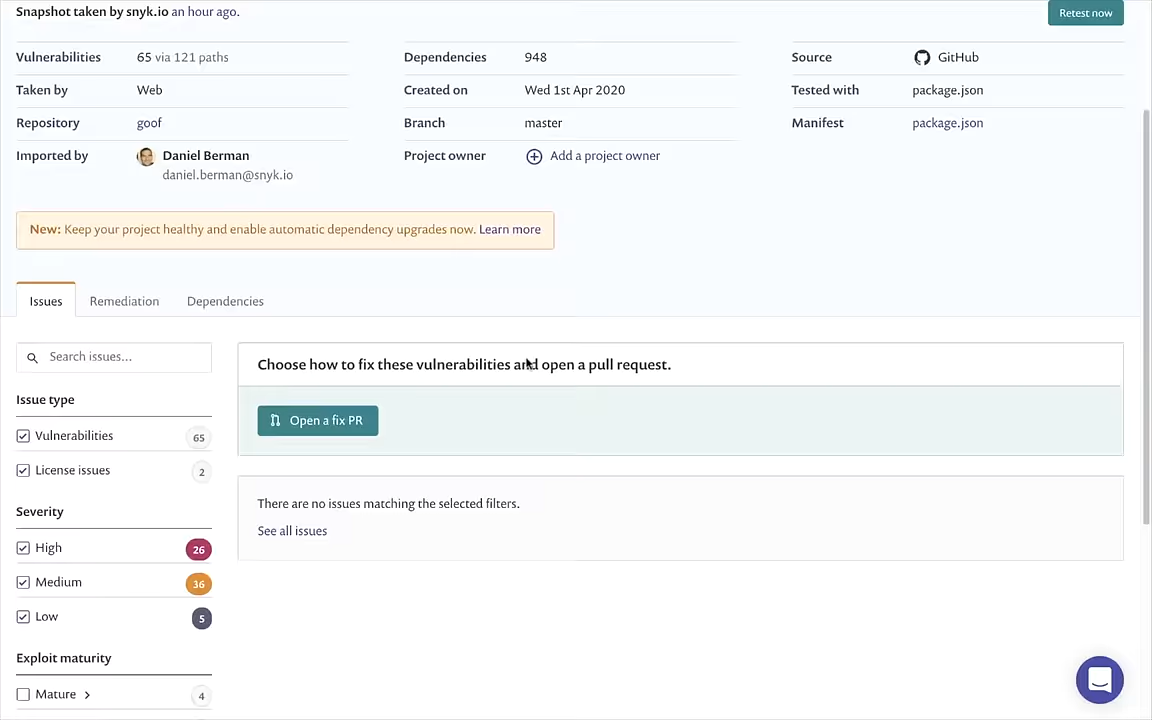 Snapshot taken by snyk.io an hour ago.
Retest now
Vulnerabilities 65 via 121 paths
Dependencies 948
Source GitHub
Taken by Web
Created on Wed 1st Apr 2020
Tested with package.json
Repository goof
Branch master
Manifest package.json
Imported by Daniel Berman
daniel.berman@snyk.io
Project owner Add a project owner
New: Keep your project healthy and enable automatic dependency upgrades now. Learn more
Issues Remediation Dependencies
Search issues...
Choose how to fix these vulnerabilities and open a pull request.
Issue type
Open a fix PR
Vulnerabilities 65
License issues 2
There are no issues matching the selected filters.
See all issues
Severity
High 26
Medium 36
Low 5
Exploit maturity
Mature 4